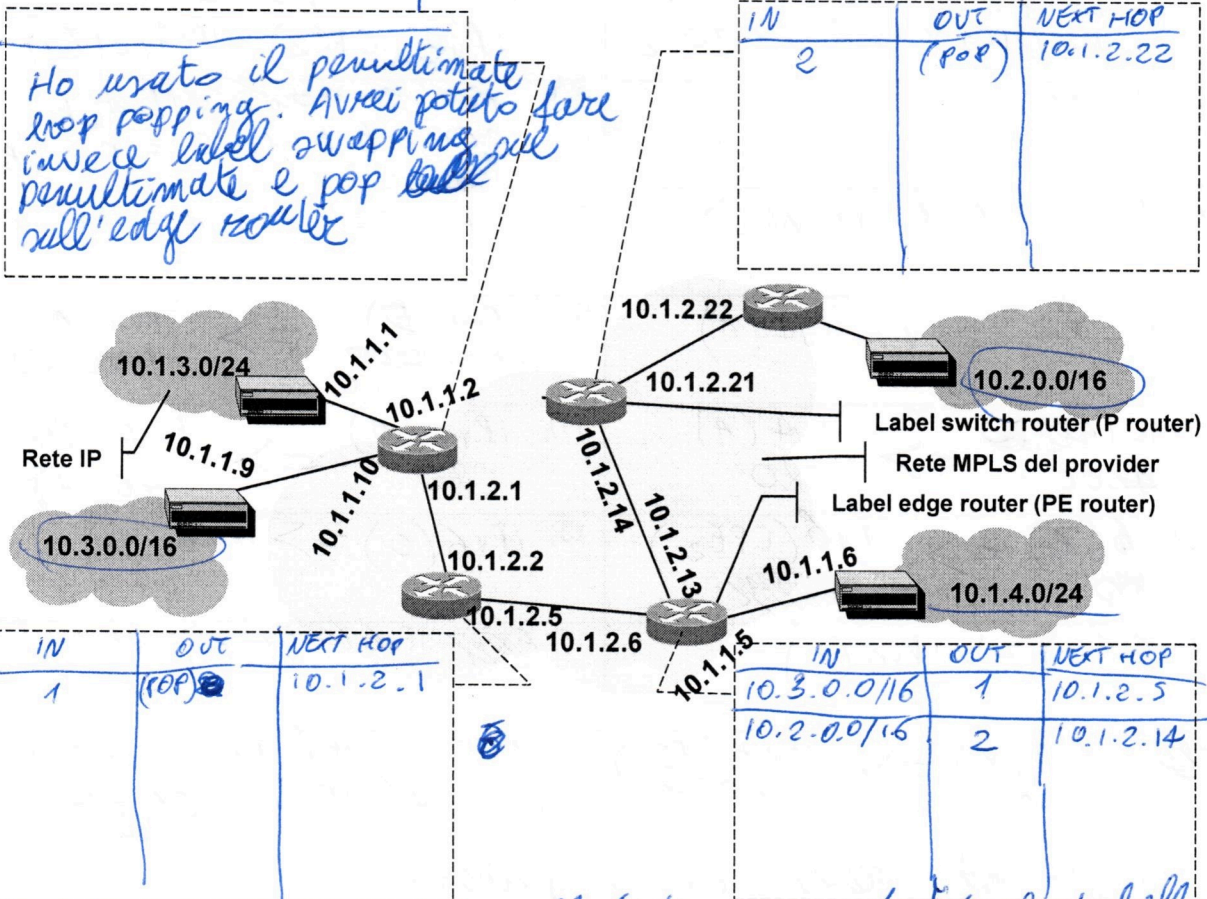 Ho usato il penultimate
hop popping. Avrei potuto fare
invece label swapping sul
penultimate e pop
sull'edge router
IN OUT NEXT HOP
2 (POP) 10.1.2.22
10.1.3.0/24
10.1.1.1
10.1.1.2
Rete IP
10.1.1.9
10.1.1.10
10.3.0.0/16
10.1.2.1
10.1.2.2
10.1.2.5
10.1.2.6
10.1.2.22
10.1.2.21
10.1.2.14
10.1.2.13
10.2.0.0/16
Label switch router (P router)
Rete MPLS del provider
Label edge router (PE router)
10.1.1.6
10.1.1.5
10.1.4.0/24
IN OUT NEXT HOP
1 (POP) 10.1.2.1
IN OUT NEXT HOP
10.3.0.0/16 1 10.1.2.5
10.2.0.0/16 2 10.1.2.14